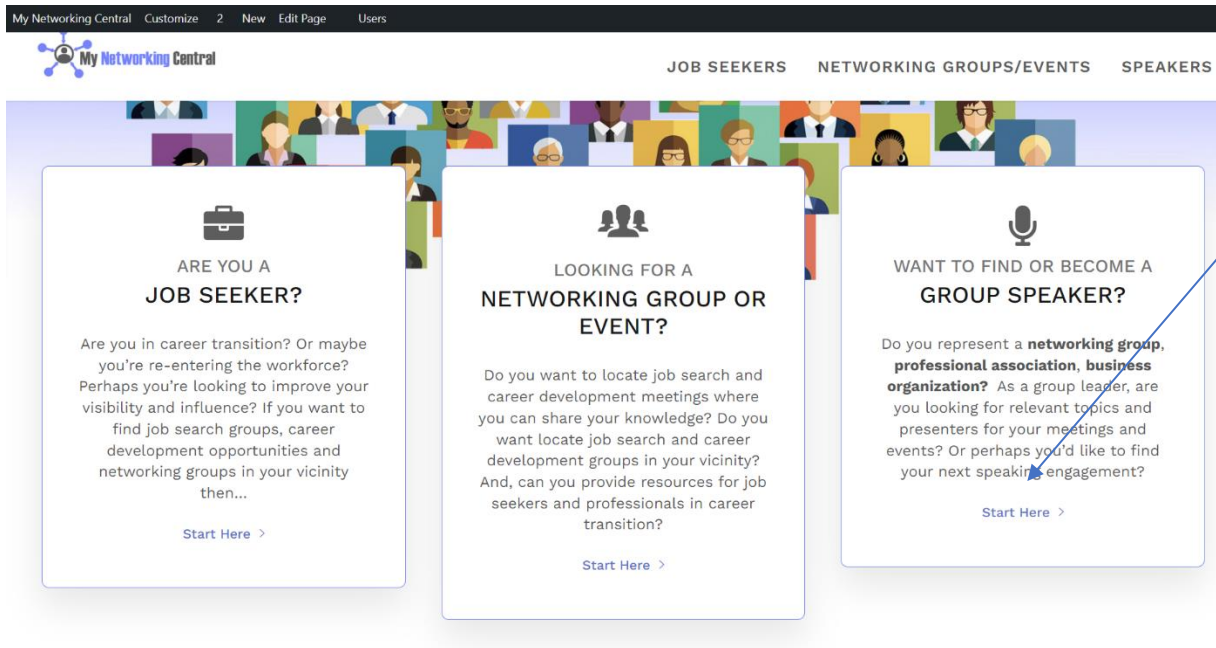 My Networking Central Customize 2 New Edit Page Users
My Networking Central
JOB SEEKERS NETWORKING GROUPS/EVENTS SPEAKERS
ARE YOU A
JOB SEEKER?
Are you in career transition? Or maybe
you're re-entering the workforce?
Perhaps you're looking to improve your
visibility and influence? If you want to
find job search groups, career
development opportunities and
networking groups in your vicinity
then...
Start Here >
LOOKING FOR A
NETWORKING GROUP OR
EVENT?
Do you want to locate job search and
career development meetings where
you can share your knowledge? Do you
want locate job search and career
development groups in your vicinity?
And, can you provide resources for job
seekers and professionals in career
transition?
Start Here >
WANT TO FIND OR BECOME A
GROUP SPEAKER?
Do you represent a networking group,
professional association, business
organization? As a group leader, are
you looking for relevant topics and
presenters for your meetings and
events? Or perhaps you'd like to find
your next speaking engagement?
Start Here >